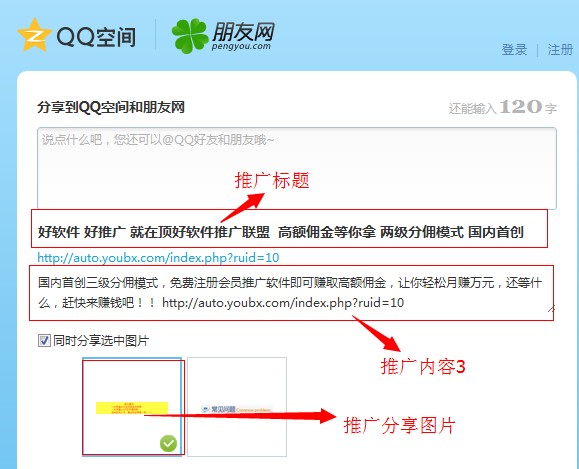 QQ空间 朋友网
pengyou.com
登录 | 注册
分享到QQ空间和朋友网 还能输入120字
说点什么吧，您还可以@QQ好友和朋友哦~
推广标题
好软件 好推广 就在顶好软件推广联盟 高额佣金等你拿 两级分佣模式 国内首创
http://auto.youbx.com/index.php?ruid=10
国内首创三级分佣模式，免费注册会员推广软件即可赚取高额佣金，让你轻松月赚万元，还等什
么，赶快来赚钱吧！！ http://auto.youbx.com/index.php?ruid=10
同时分享选中图片
推广内容3
常见问题
推广分享图片